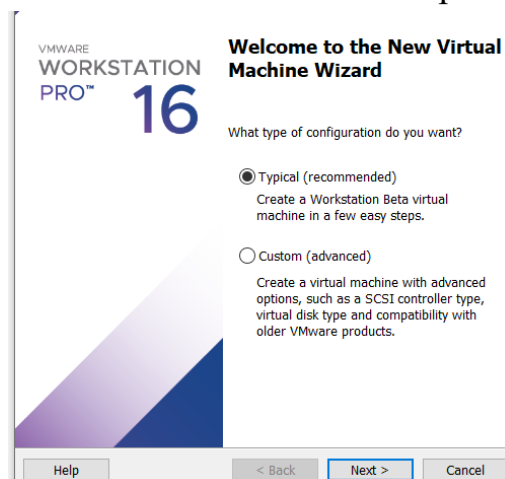 VMWARE
WORKSTATION
PRO™ 16
Welcome to the New Virtual
Machine Wizard
What type of configuration do you want?
Typical (recommended)
Create a Workstation Beta virtual
machine in a few easy steps.
Custom (advanced)
Create a virtual machine with advanced
options, such as a SCSI controller type,
virtual disk type and compatibility with
older VMware products.
Help
< Back
Next >
Cancel